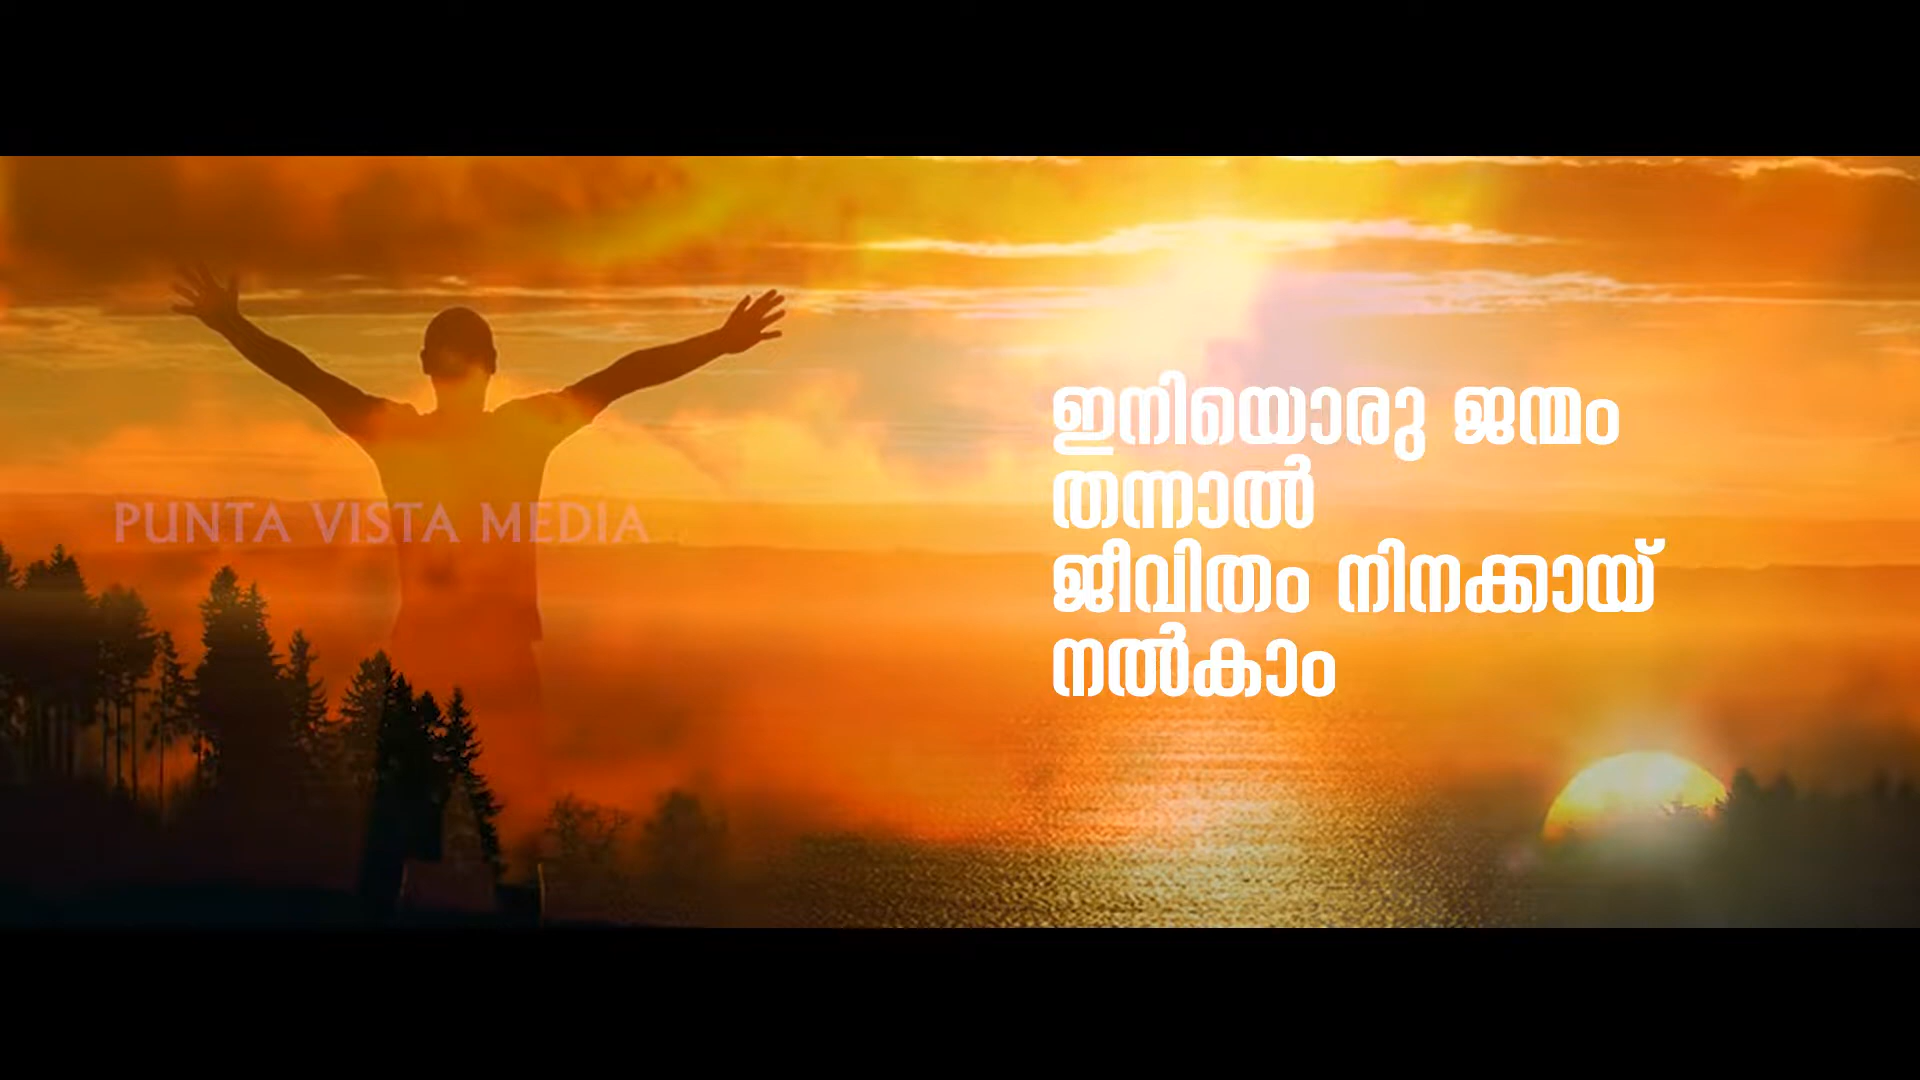 ഇനിയൊരു ജന്മം
തന്നാൽ
ജീവിതം നിനക്കായ്
നൽകാം
PUNTA VISTA MEDIA